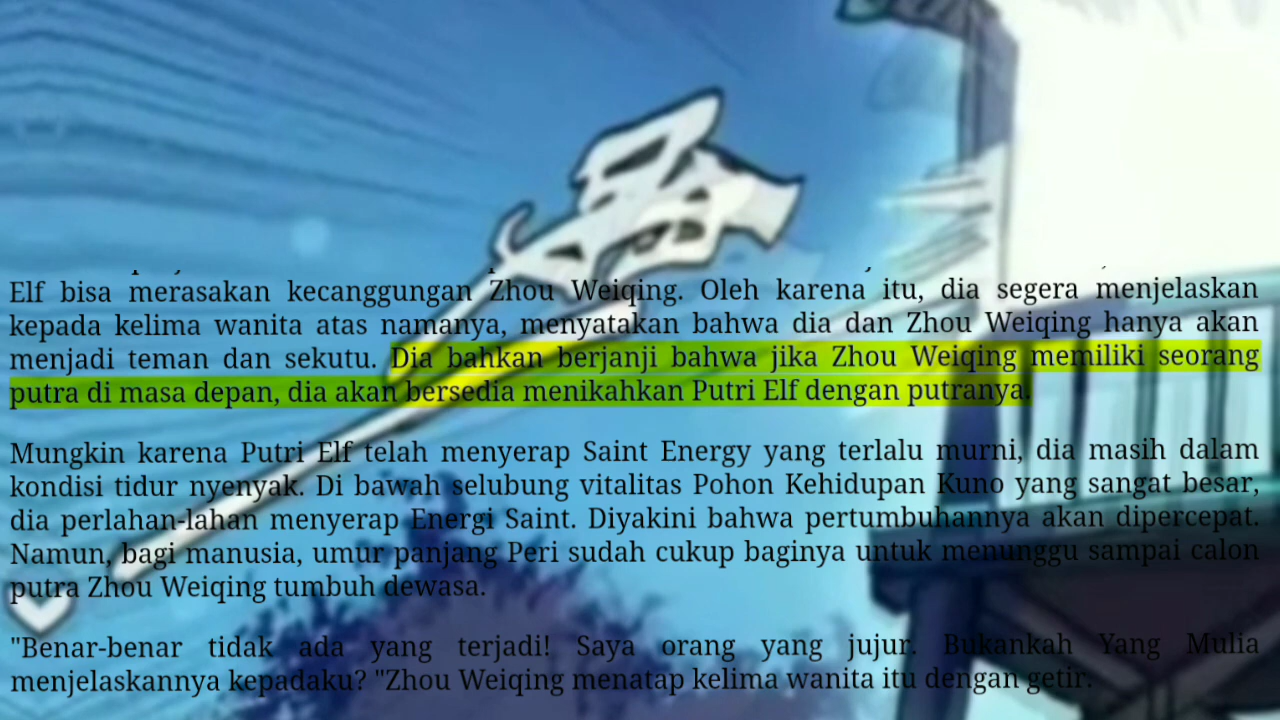 Elf bisa merasakan kecanggungan Zhou Weiqing. Oleh karena itu, dia segera menjelaskan
kepada kelima wanita atas namanya, menyatakan bahwa dia dan Zhou Weiqing hanya akan
menjadi teman dan sekutu. Dia bahkan berjanji bahwa jika Zhou Weiqing memiliki seorang
putra di masa depan, dia akan bersedia menikahkan Putri Elf dengan putranya.
Mungkin karena Putri Elf telah menyerap Saint Energy yang terlalu murni, dia masih dalam
kondisi tidur nyenyak. Di bawah selubung vitalitas Pohon Kehidupan Kuno yang sangat besar,
dia perlahan-lahan menyerap Energi Saint. Diyakini bahwa pertumbuhannya akan dipercepat.
Namun, bagi manusia, umur panjang Peri sudah cukup baginya untuk menunggu sampai calon
putra Zhou Weiqing tumbuh dewasa.
"Benar-benar tidak ada yang terjadi! Saya orang yang jujur. Bukankah Yang Mulia
menjelaskannya kepadaku? "Zhou Weiqing menatap kelima wanita itu dengan getir.